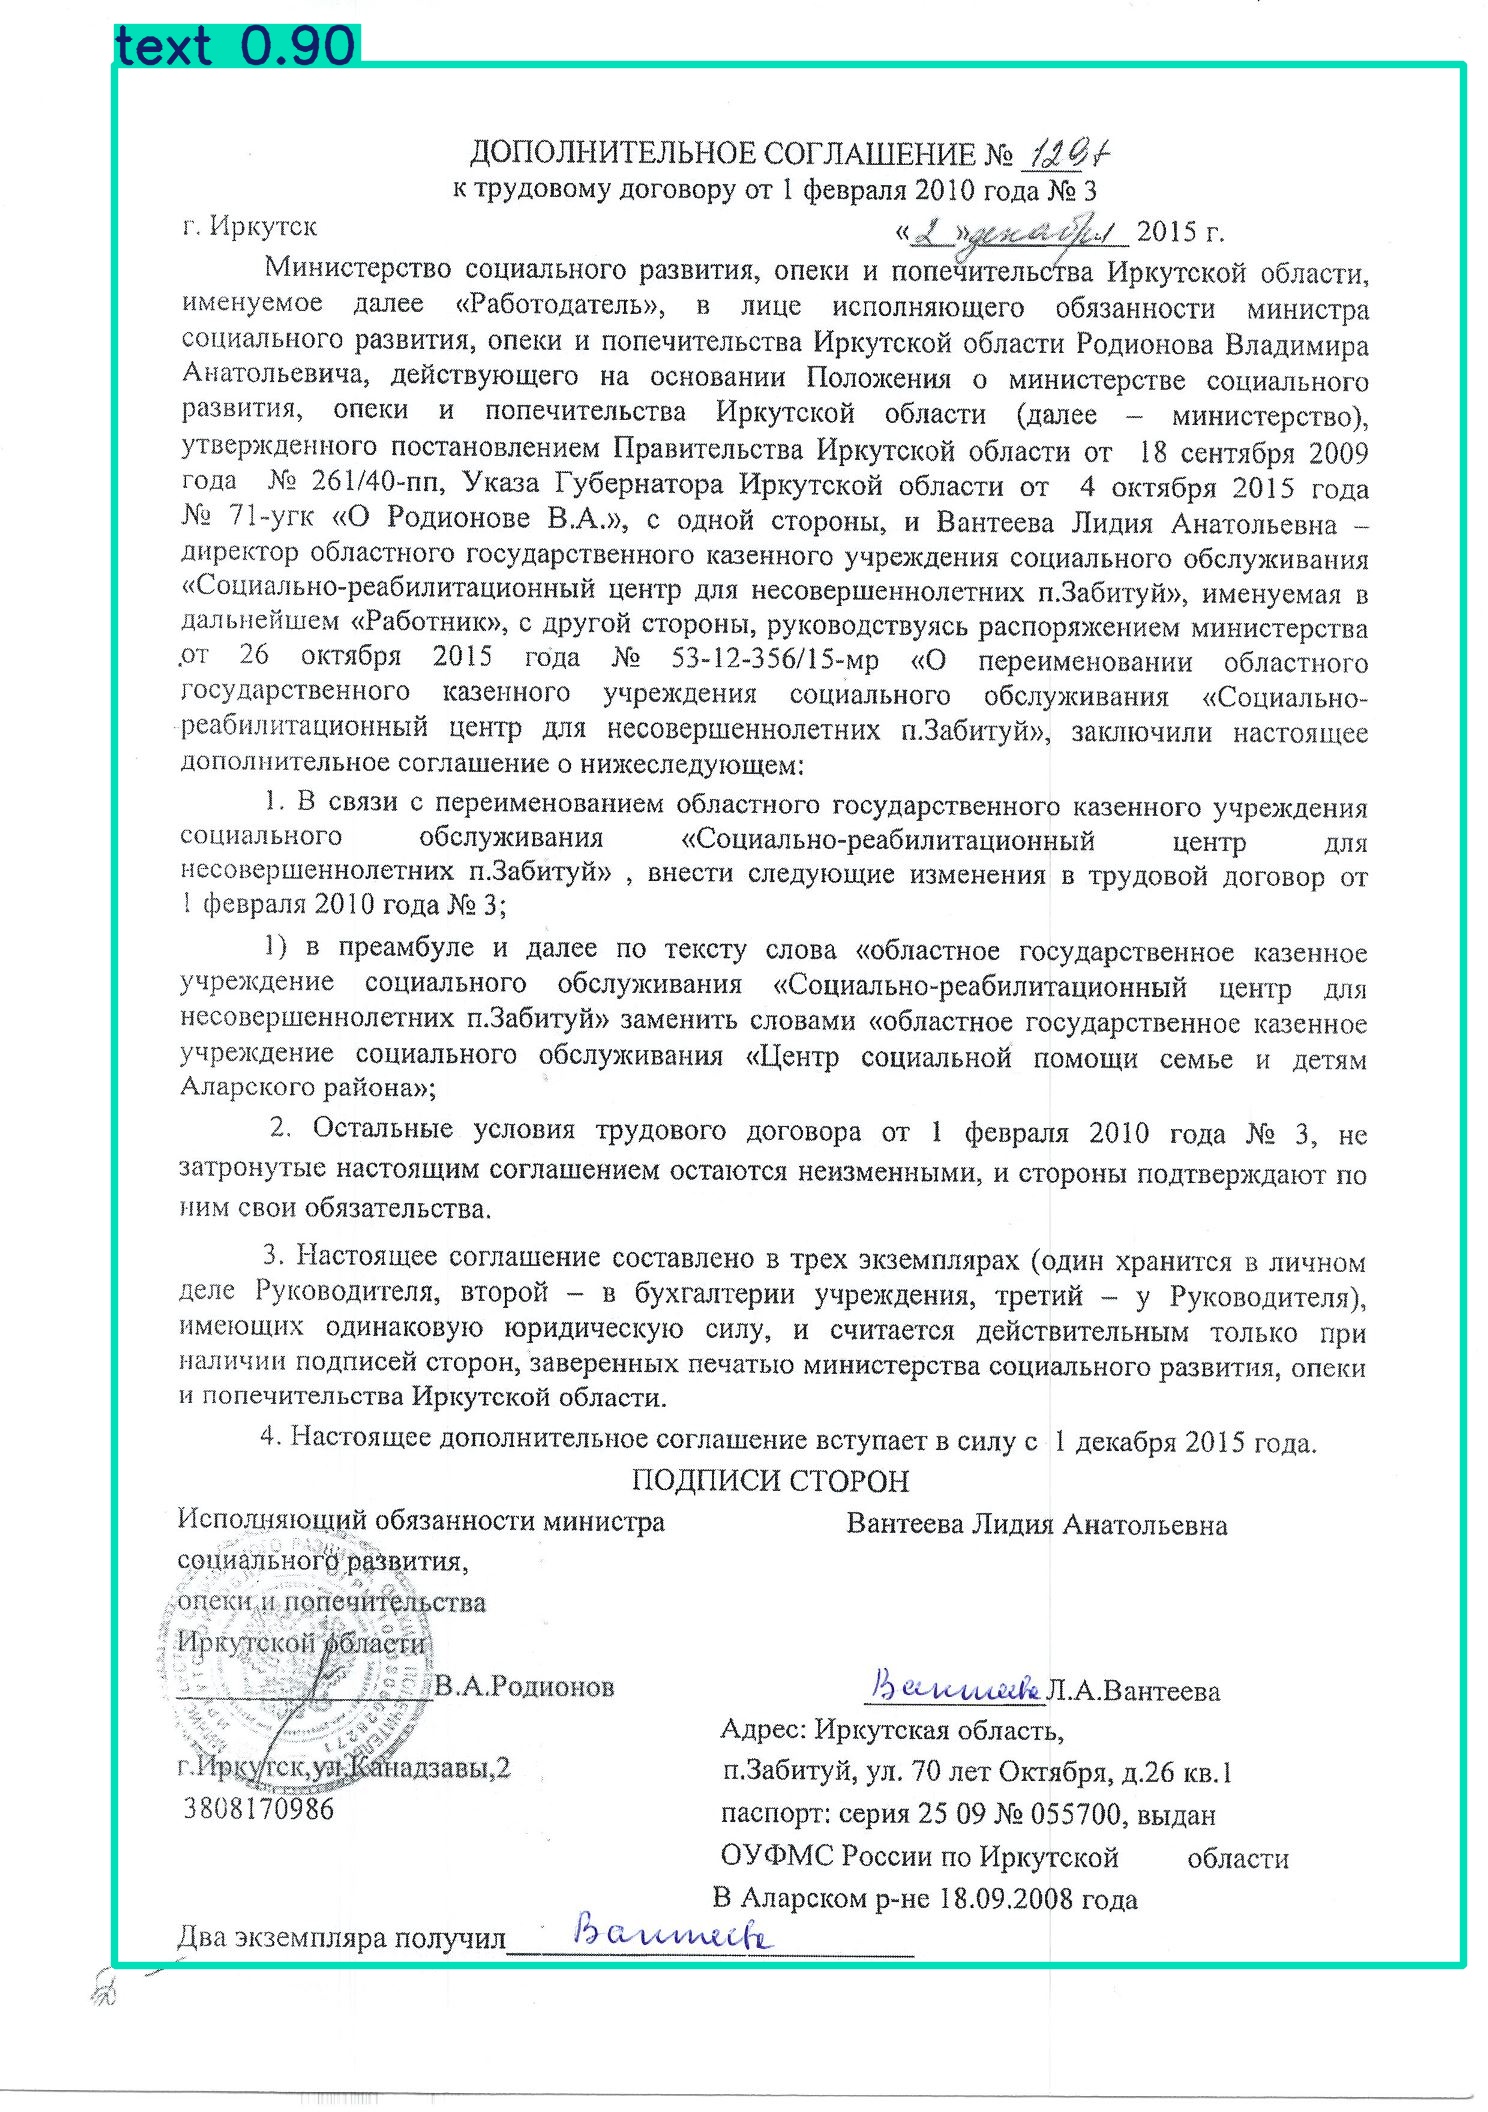 text 0.90
ДОПОЛНИТЕЛЬНОЕ СОГЛАШЕНИЕ №
к трудовому договору от 1 февраля 2010 года № 3
г. Иркутск «2» декабря 2015 г.
Министерство социального развития, опеки и попечительства Иркутской области,
именуемое далее «Работодатель», в лице исполняющего обязанности министра
социального развития, опеки и попечительства Иркутской области Родионова Владимира
Анатольевича, действующего на основании Положения о министерстве социального
развития, опеки и попечительства Иркутской области (далее – министерство),
утвержденного постановлением Правительства Иркутской области от 18 сентября 2009
года № 261/40-пп, Указа Губернатора Иркутской области от 4 октября 2015 года
№ 71-угк «О Родионове В.А.», с одной стороны, и Вантеева Лидия Анатольевна –
директор областного государственного казенного учреждения социального обслуживания
«Социально-реабилитационный центр для несовершеннолетних п.Забитуй», именуемая в
дальнейшем «Работник», с другой стороны, руководствуясь распоряжением министерства
от 26 октября 2015 года № 53-12-356/15-мр «О переименовании областного
государственного казенного учреждения социального обслуживания «Социально-
реабилитационный центр для несовершеннолетних п.Забитуй», заключили настоящее
дополнительное соглашение о нижеследующем:
1. В связи с переименованием областного государственного казенного учреждения
социального обслуживания «Социально-реабилитационный центр для
несовершеннолетних п.Забитуй» , внести следующие изменения в трудовой договор от
1 февраля 2010 года № 3;
1) в преамбуле и далее по тексту слова «областное государственное казенное
учреждение социального обслуживания «Социально-реабилитационный центр для
несовершеннолетних п.Забитуй» заменить словами «областное государственное казенное
учреждение социального обслуживания «Центр социальной помощи семье и детям
Аларского района»;
2. Остальные условия трудового договора от 1 февраля 2010 года № 3, не
затронутые настоящим соглашением остаются неизменными, и стороны подтверждают по
ним свои обязательства.
3. Настоящее соглашение составлено в трех экземплярах (один хранится в личном
деле Руководителя, второй – в бухгалтерии учреждения, третий – у Руководителя),
имеющих одинаковую юридическую силу, и считается действительным только при
наличии подписей сторон, заверенных печатью министерства социального развития, опеки
и попечительства Иркутской области.
4. Настоящее дополнительное соглашение вступает в силу с 1 декабря 2015 года.
ПОДПИСИ СТОРОН
Исполняющий обязанности министра Вантеева Лидия Анатольевна
социального развития,
опеки и попечительства
Иркутской области
В.А.Родионов Вантеева Л.А.Вантеева
Адрес: Иркутская область,
г.Иркутск,ул.Канадзавы,2 п.Забитуй, ул. 70 лет Октября, д.26 кв.1
3808170986 паспорт: серия 25 09 № 055700, выдан
ОУФМС России по Иркутской области
В Аларском р-не 18.09.2008 года
Два экземпляра получил Вантеева